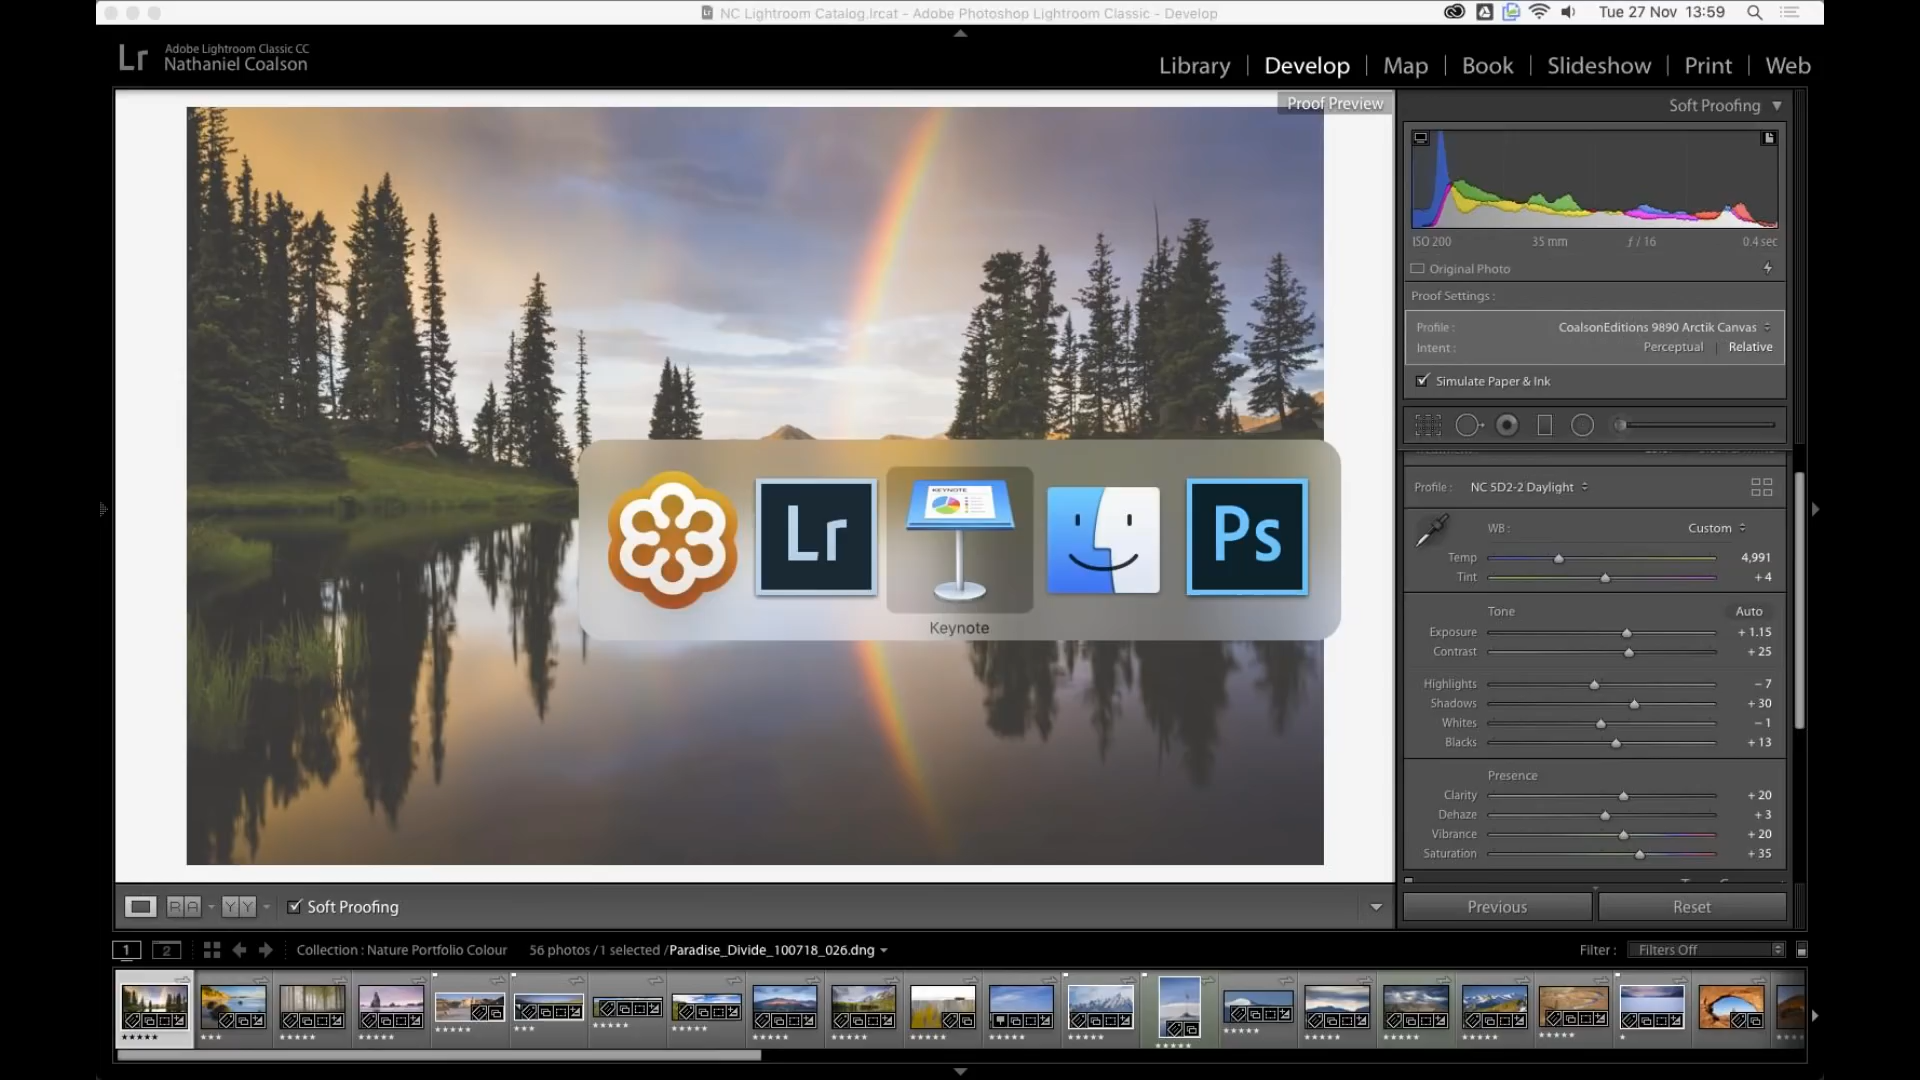 NC Lightroom Catalog.lrcat - Adobe Photoshop Lightroom Classic - Develop
Tue 27 Nov 13:59
Lr
Adobe Lightroom Classic CC
Nathaniel Coalson
Library | Develop | Map | Book | Slideshow | Print | Web
Proof Preview
Soft Proofing
ISO 200 35 mm ƒ / 16 0.4 sec
Original Photo
Proof Settings :
Profile : CoalsonEditions 9890 Arctik Canvas
Intent : Perceptual | Relative
Simulate Paper & Ink
Profile : NC 5D2-2 Daylight
WB : Custom
Temp 4,991
Tint + 4
Tone Auto
Exposure + 1.15
Contrast + 25
Highlights – 7
Shadows + 30
Whites – 1
Blacks + 13
Presence
Clarity + 20
Dehaze + 3
Vibrance + 20
Saturation + 35
Previous Reset
KEYNOTE
Lr
Ps
Keynote
R A Y Y Soft Proofing
1 2 Collection : Nature Portfolio Colour 56 photos / 1 selected / Paradise_Divide_100718_026.dng
Filter : Filters Off